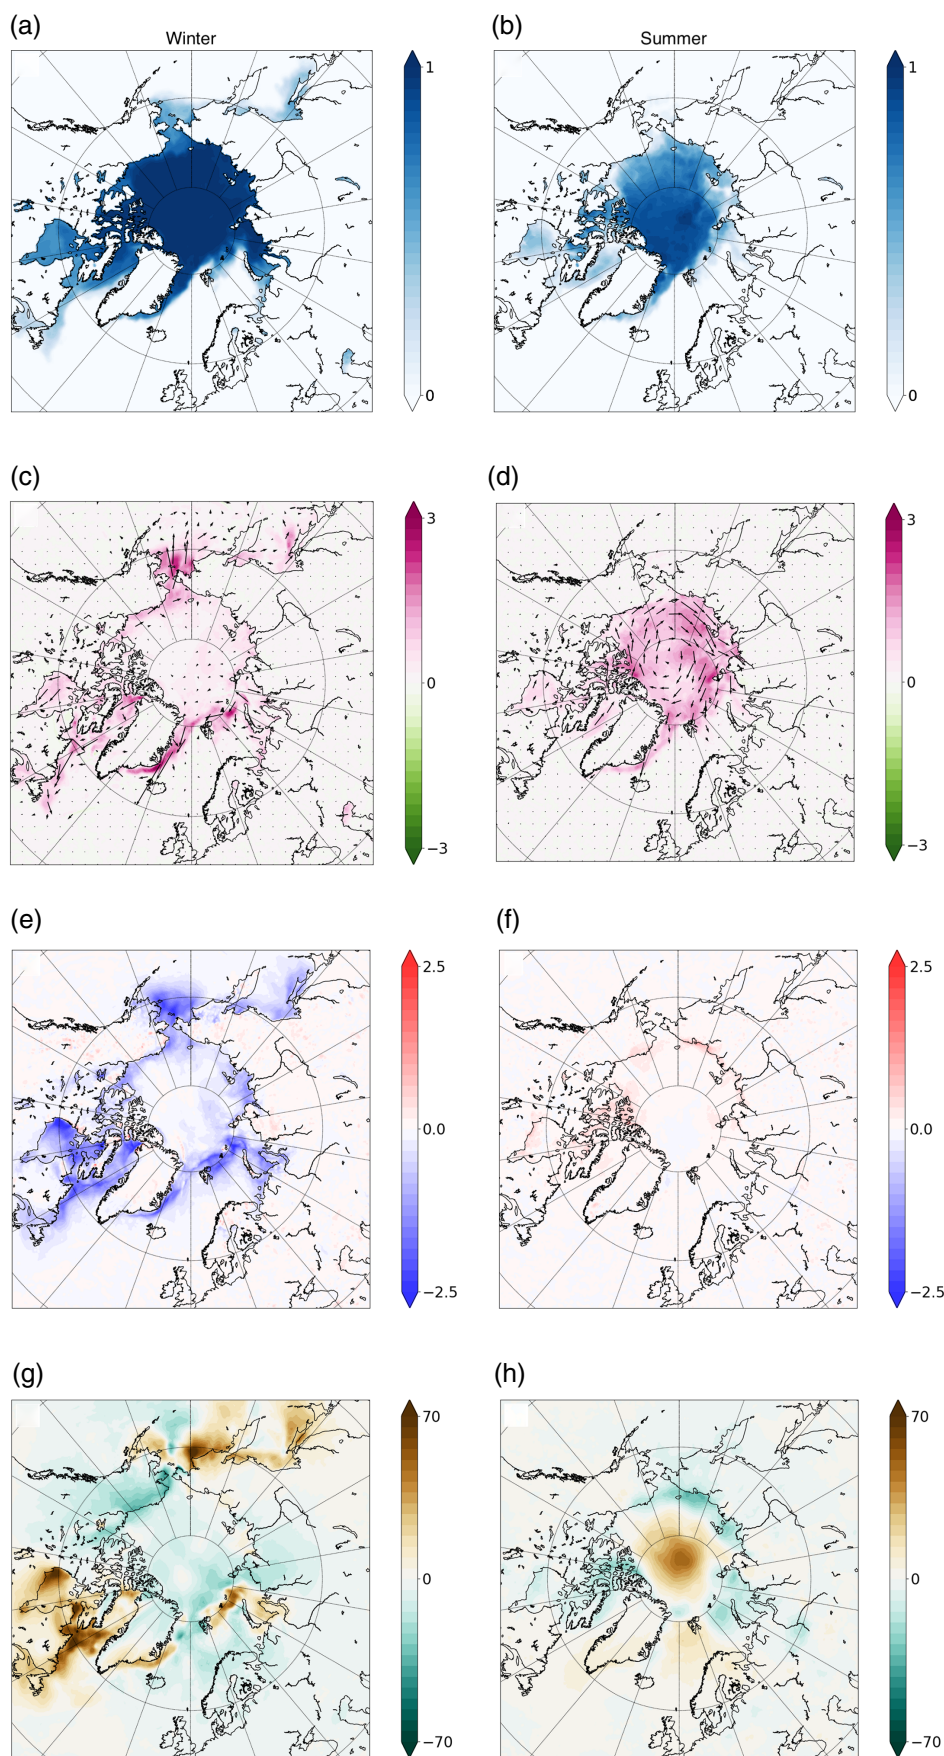 (a) (b)
Winter Summer
1 1
0 0
(c) (d)
3 3
0 0
−3 −3
(e) (f)
2.5 2.5
0.0 0.0
−2.5 −2.5
(g) (h)
70 70
0 0
−70 −70